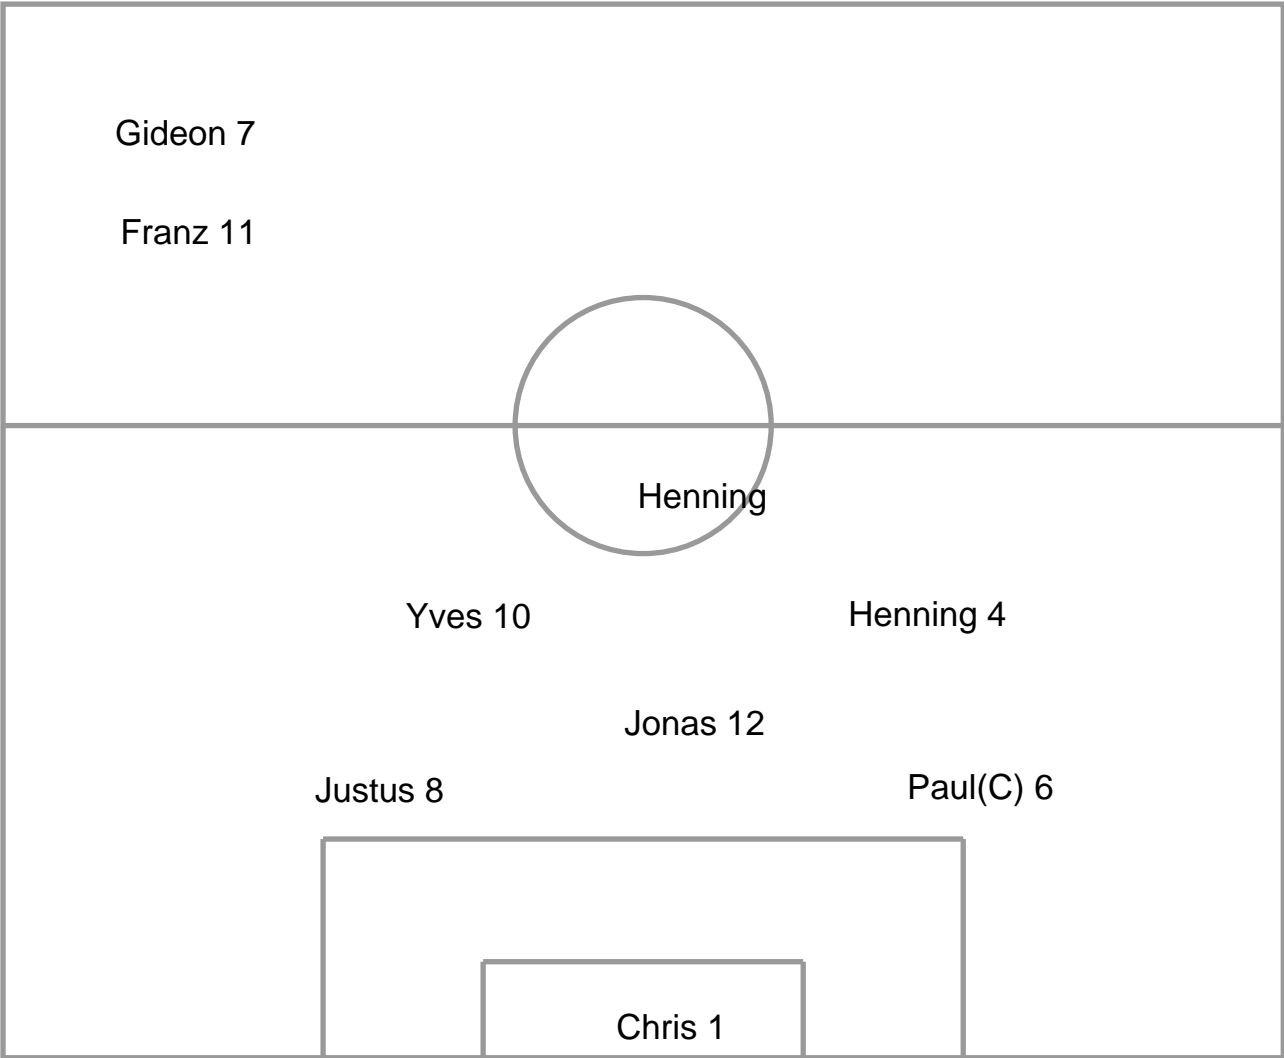 Gideon 7
Franz 11
Henning
Yves 10
Henning 4
Jonas 12
Justus 8
Paul(C) 6
Chris 1